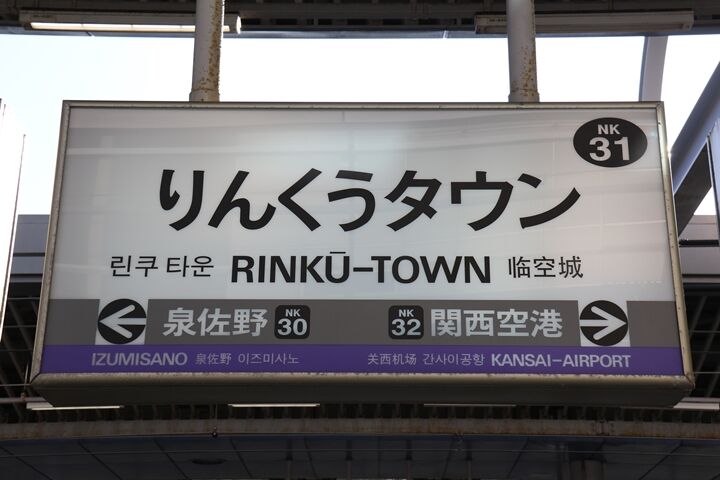 NK
31
りんくうタウン
린쿠 타운 RINKŪ-TOWN 临空城
← 泉佐野 NK 30 NK 32 関西空港 →
IZUMISANO 泉佐野 이즈미사노 关西机场 간사이공항 KANSAI-AIRPORT